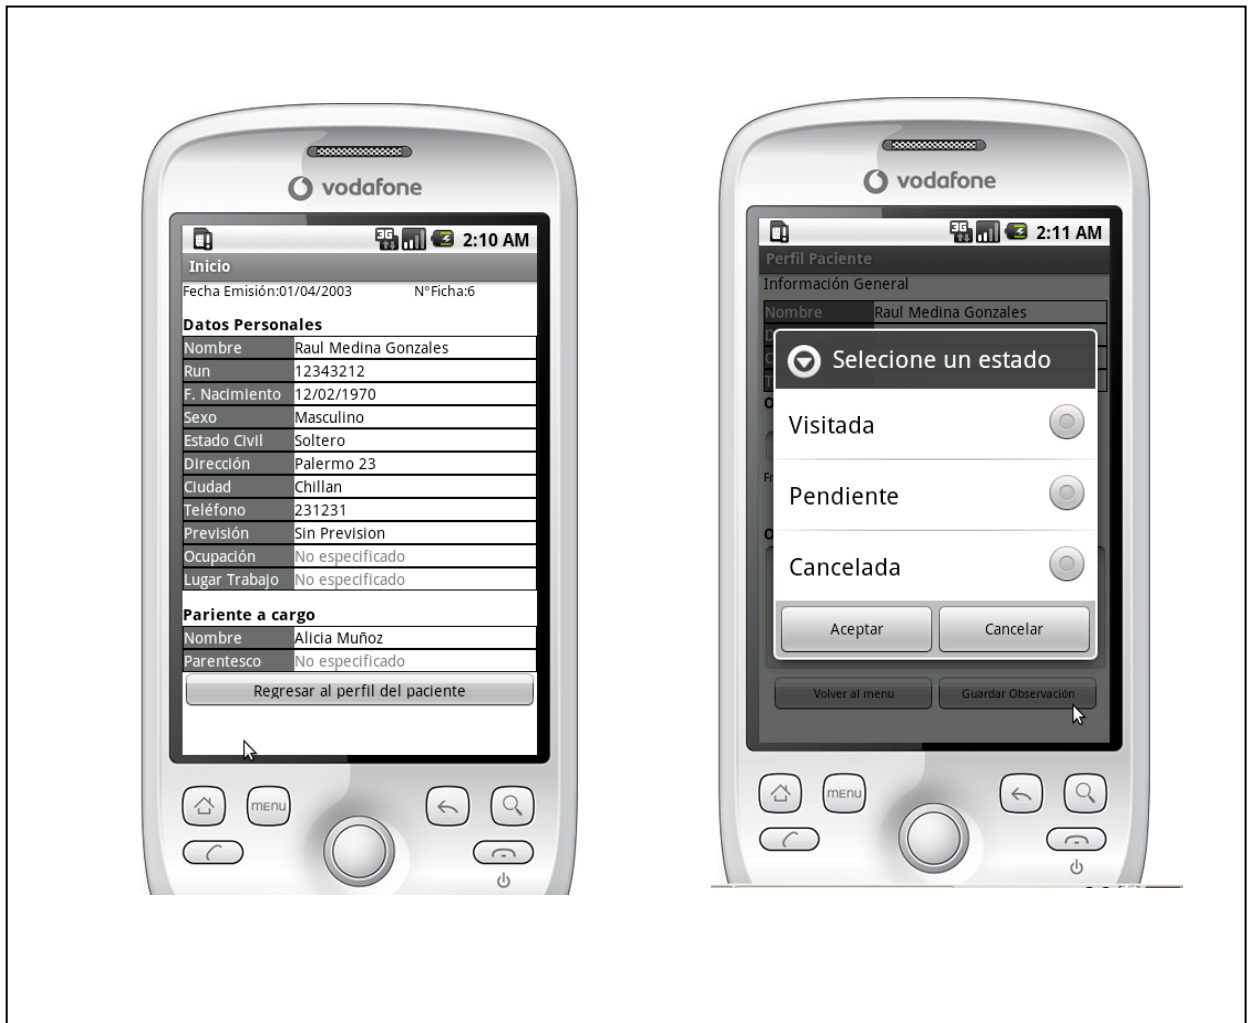 vodafone
3G
2:10 AM
Inicio
Fecha Emisión:01/04/2003 N°Ficha:6
Datos Personales
Nombre Raul Medina Gonzales
Run 12343212
F. Nacimiento 12/02/1970
Sexo Masculino
Estado Civil Soltero
Dirección Palermo 23
Ciudad Chillan
Teléfono 231231
Previsión Sin Prevision
Ocupación No especificado
Lugar Trabajo No especificado
Pariente a cargo
Nombre Alicia Muñoz
Parentesco No especificado
Regresar al perfil del paciente
MENU
vodafone
3G
2:11 AM
Perfil Paciente
Información General
Nombre Raul Medina Gonzales
Selecione un estado
Visitada
Pendiente
Cancelada
Aceptar Cancelar
Volver al menu Guardar Observación
MENU